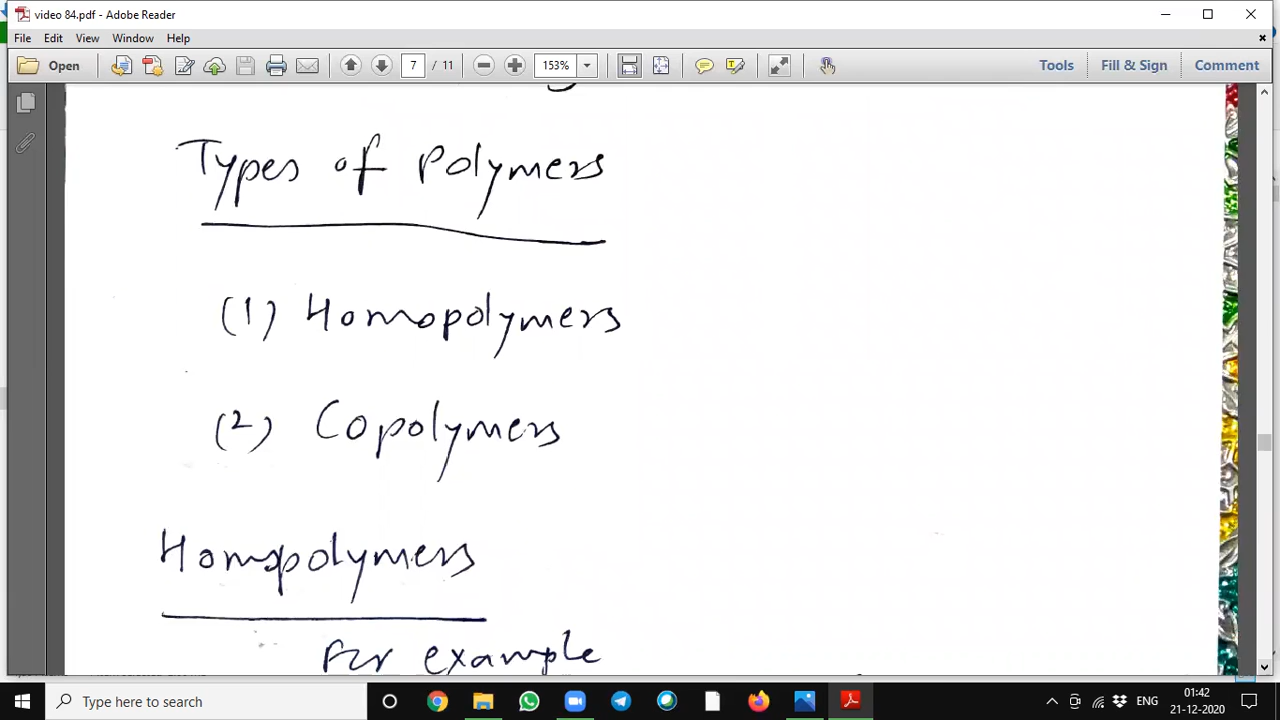 video 84.pdf - Adobe Reader
File Edit View Window Help
Open 7 / 11 153% Tools Fill & Sign Comment
Types of Polymers
(1) Homopolymers
(2) Copolymers
Homopolymers
For example
Type here to search ENG 01:42
21-12-2020